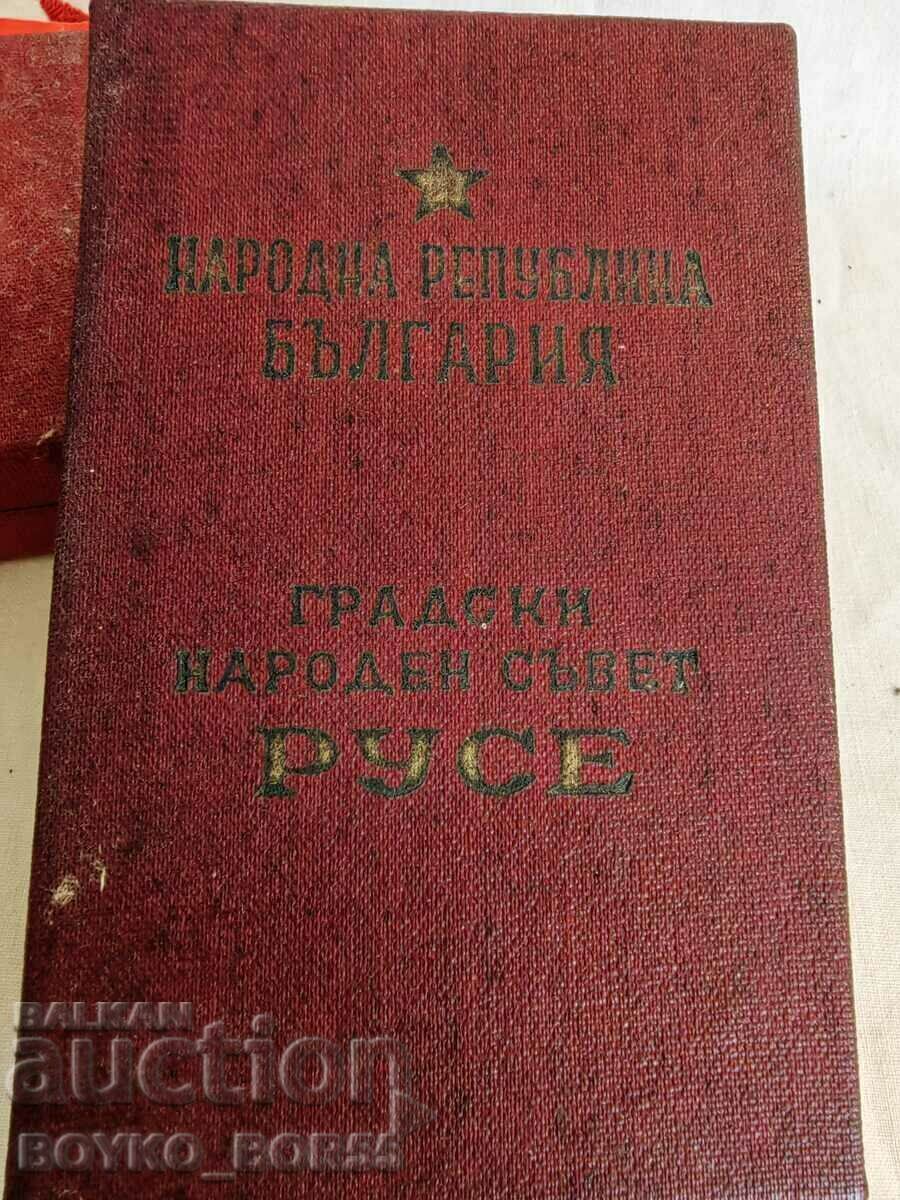 НАРОДНА РЕПУБЛИКА
БЪЛГАРИЯ
ГРАДСКИ
НАРОДЕН СЪВЕТ
РУСЕ
BALKAN
auction
BOYKO_BOR55